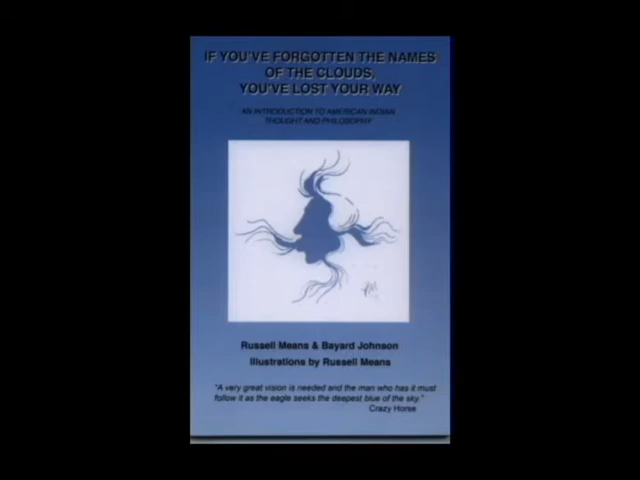 IF YOU'VE FORGOTTEN THE NAMES
OF THE CLOUDS,
YOU'VE LOST YOUR WAY
AN INTRODUCTION TO AMERICAN INDIAN
THOUGHT AND PHILOSOPHY
RM
Russell Means & Bayard Johnson
Illustrations by Russell Means
"A very great vision is needed and the man who has it must
follow it as the eagle seeks the deepest blue of the sky."
Crazy Horse